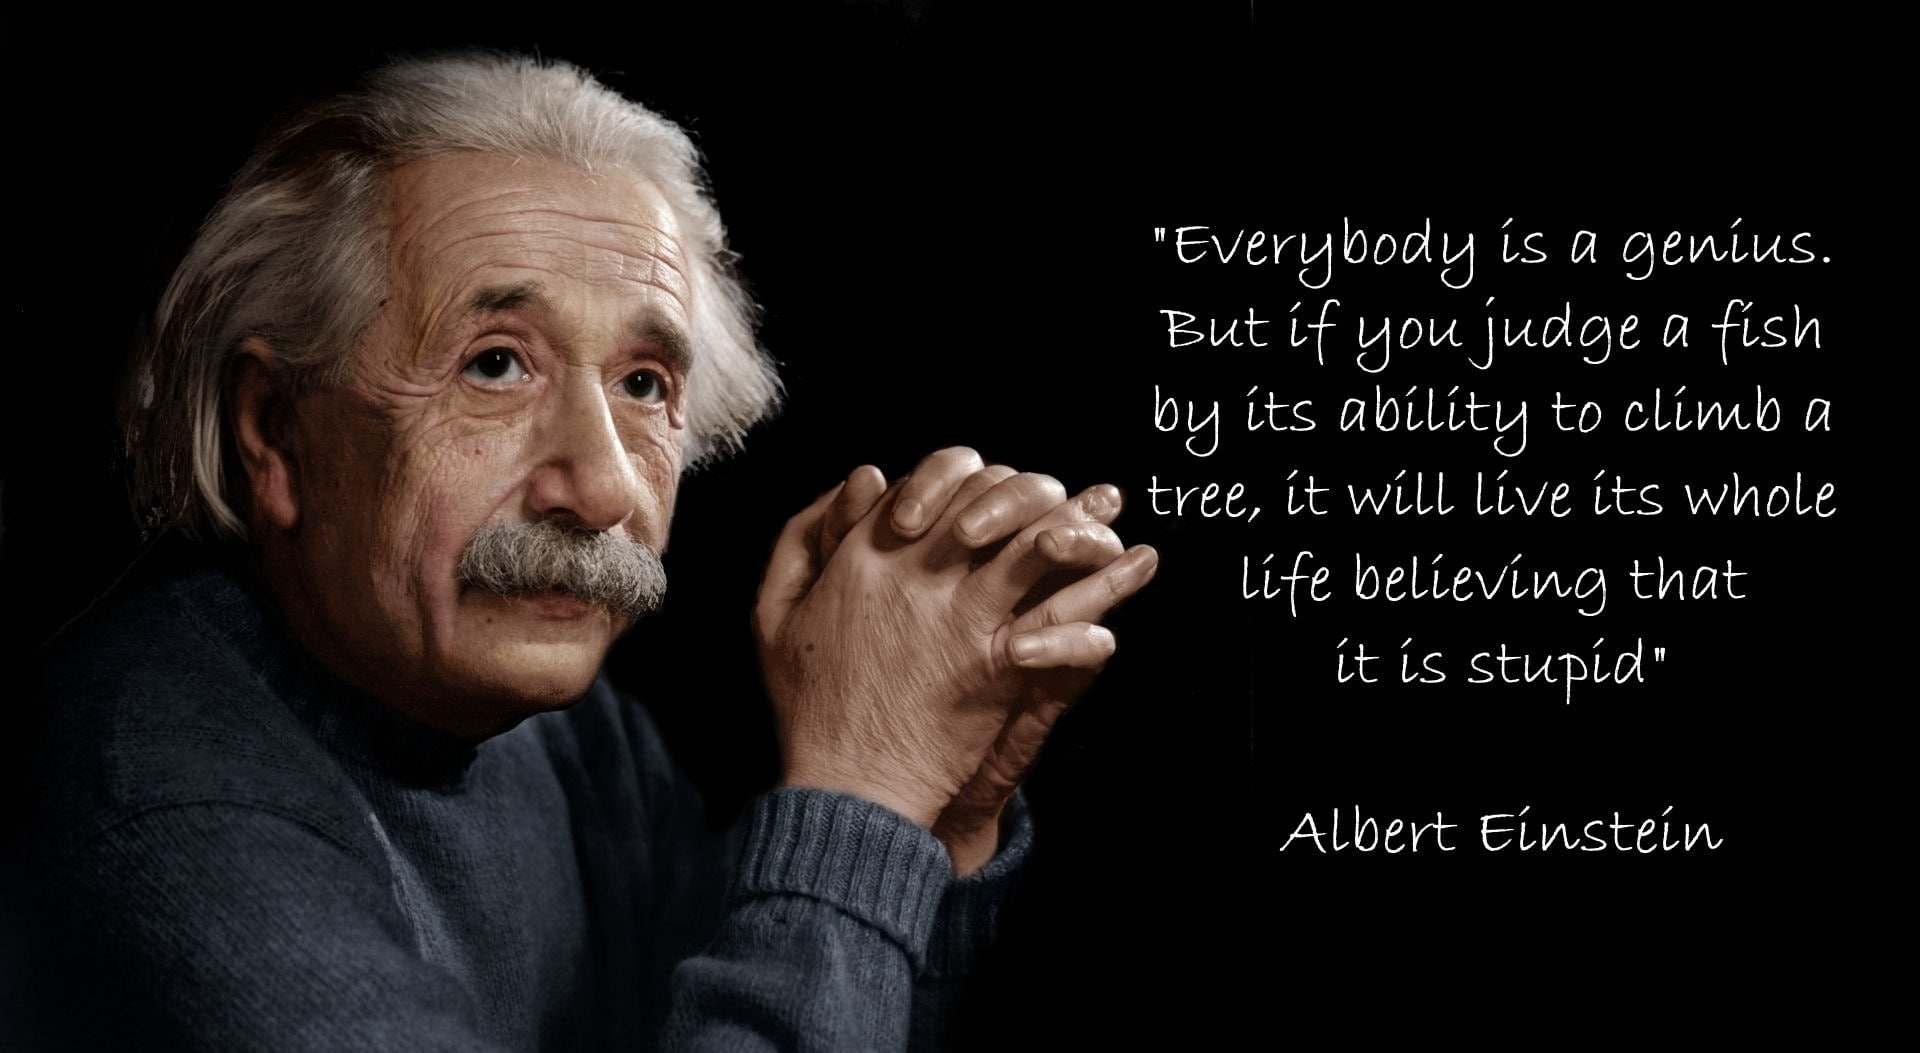 "Everybody is a genius.
But if you judge a fish
by its ability to climb a
tree, it will live its whole
life believing that
it is stupid"
Albert Einstein